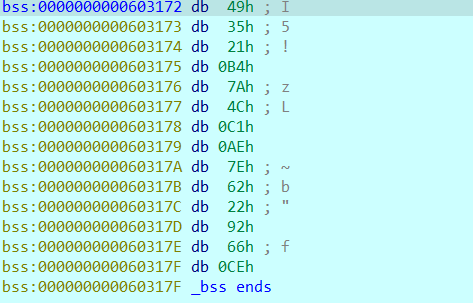 bss:0000000000603172 db  49h ; I
bss:0000000000603173 db  35h ; 5
bss:0000000000603174 db  21h ; !
bss:0000000000603175 db 0B4h
bss:0000000000603176 db  7Ah ; z
bss:0000000000603177 db  4Ch ; L
bss:0000000000603178 db 0C1h
bss:0000000000603179 db 0AEh
bss:000000000060317A db  7Eh ; ~
bss:000000000060317B db  62h ; b
bss:000000000060317C db  22h ; "
bss:000000000060317D db  92h
bss:000000000060317E db  66h ; f
bss:000000000060317F db 0CEh
bss:000000000060317F _bss ends